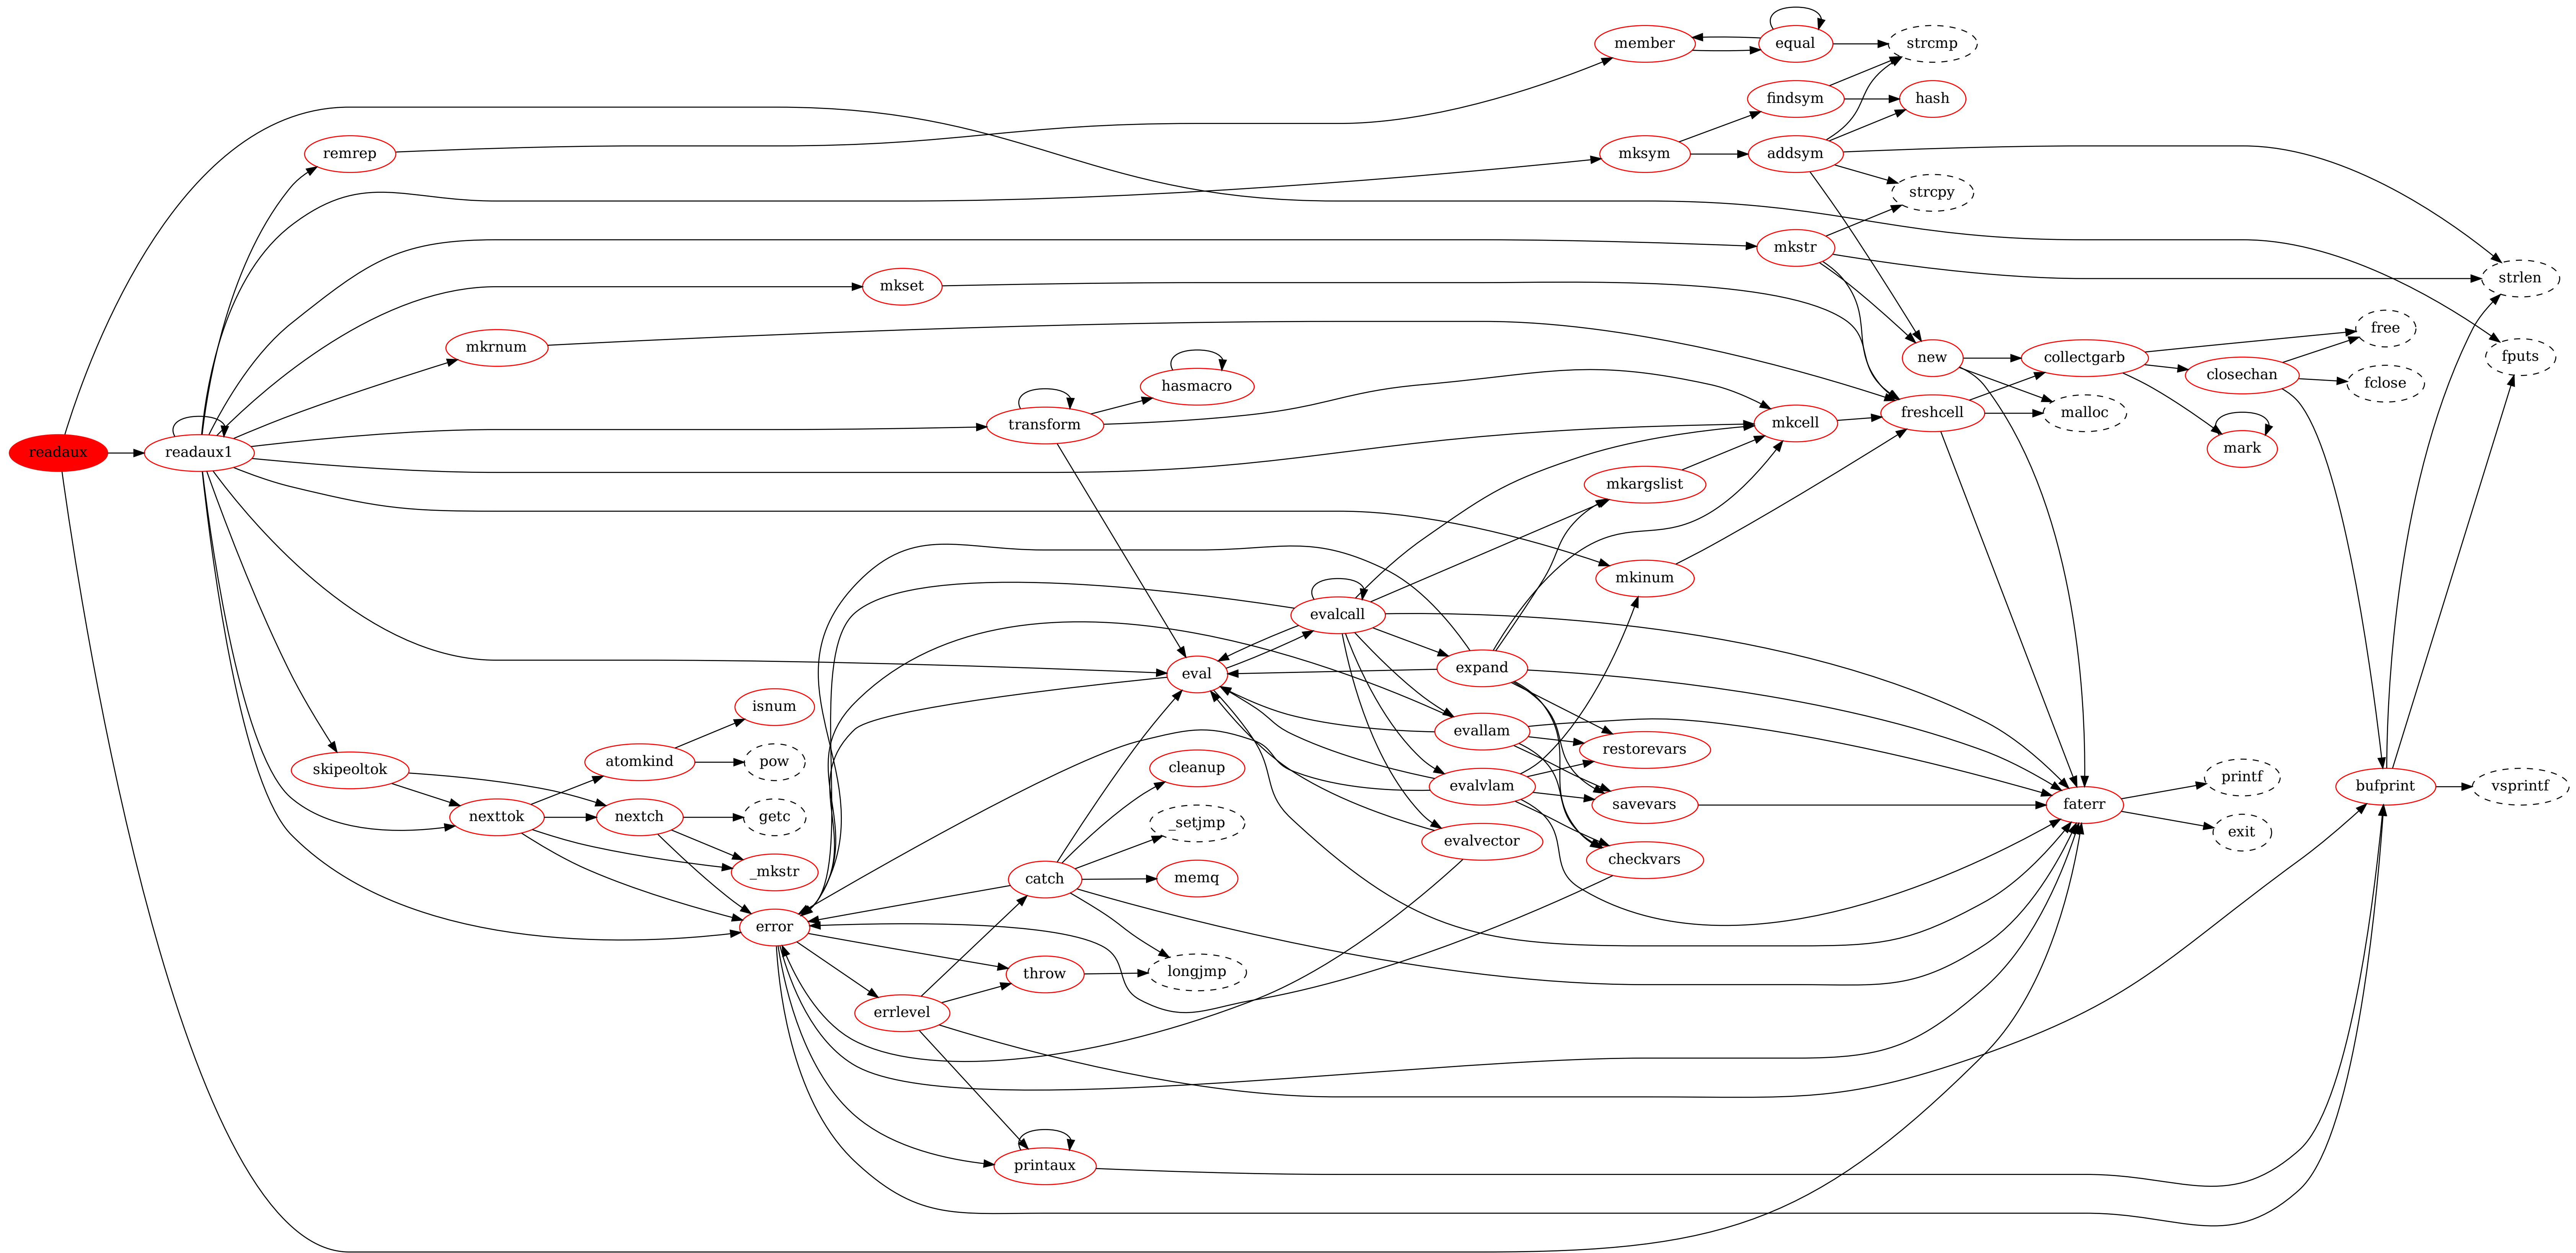 member
equal
strcmp
findsym
hash
remrep
mksym
addsym
strcpy
mkstr
strlen
mkset
free
mkrnum
new
collectgarb
fputs
closechan
fclose
hasmacro
freshcell
malloc
transform
mkcell
readaux
readaux1
mark
mkargslist
mkinum
evalcall
expand
eval
isnum
evallam
restorevars
skipeoltok
atomkind
pow
cleanup
printf
evalvlam
bufprint
vsprintf
savevars
faterr
nexttok
nextch
getc
_setjmp
exit
evalvector
checkvars
_mkstr
catch
memq
error
throw
longjmp
errlevel
printaux